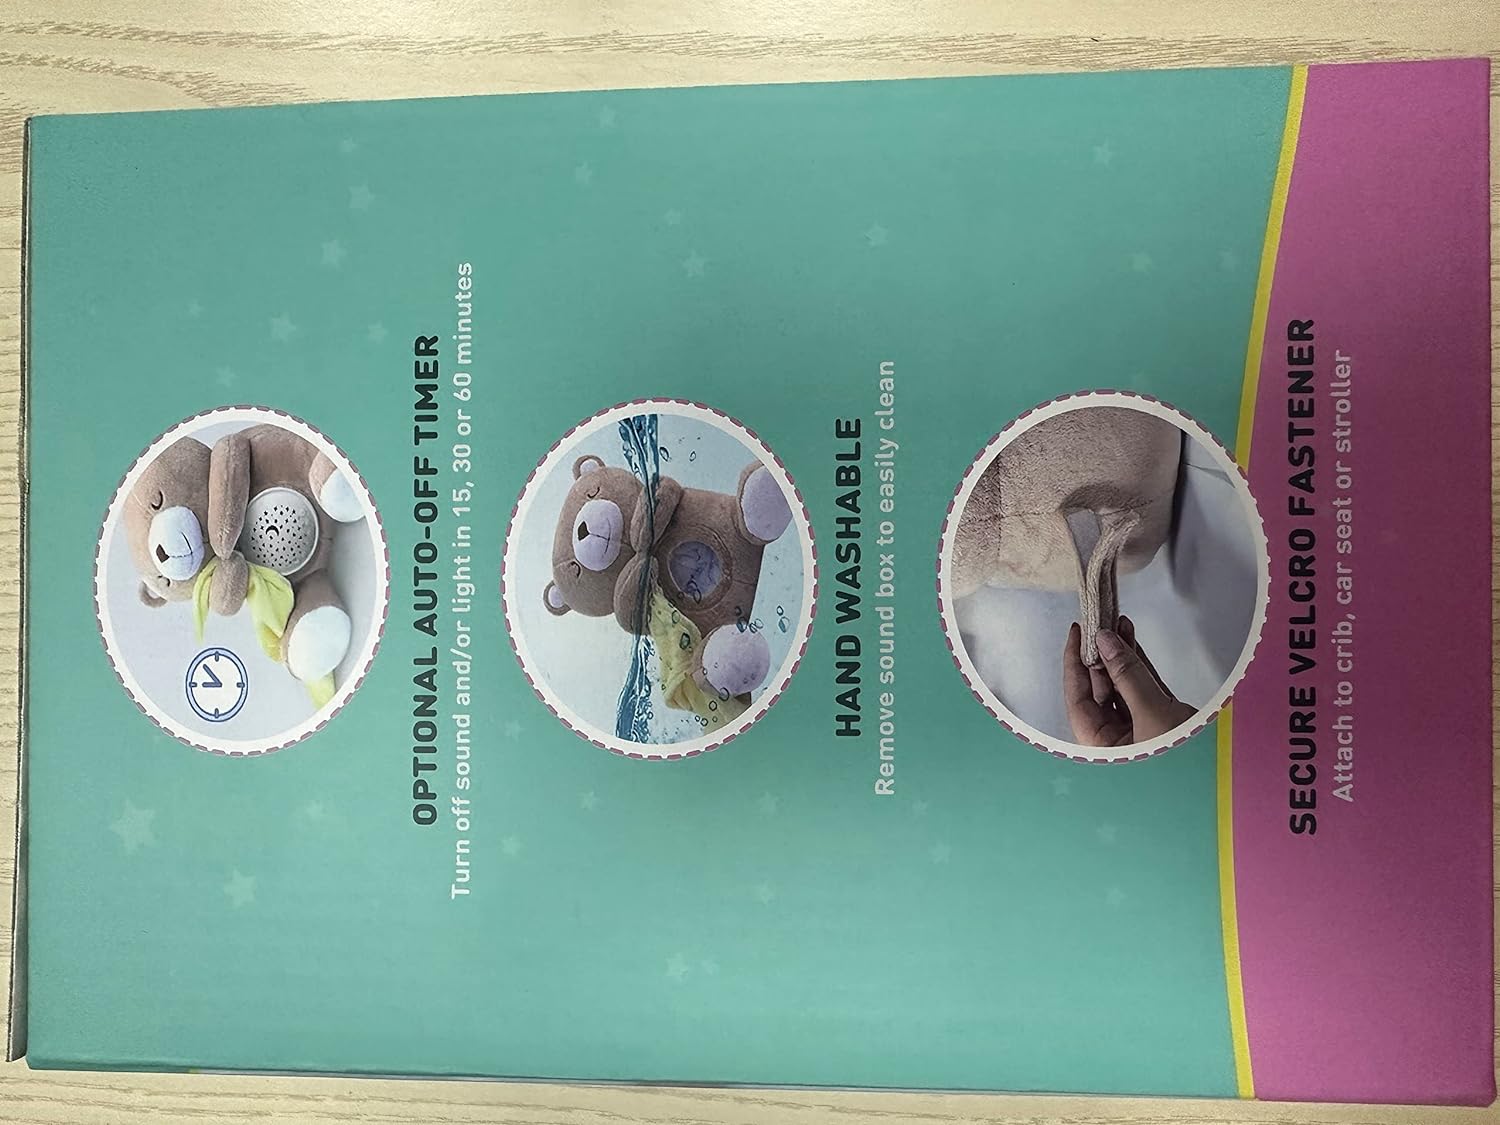 OPTIONAL AUTO-OFF TIMER
Turn off sound and/or light in 15, 30 or 60 minutes
HAND WASHABLE
Remove sound box to easily clean
SECURE VELCRO FASTENER
Attach to crib, car seat or stroller